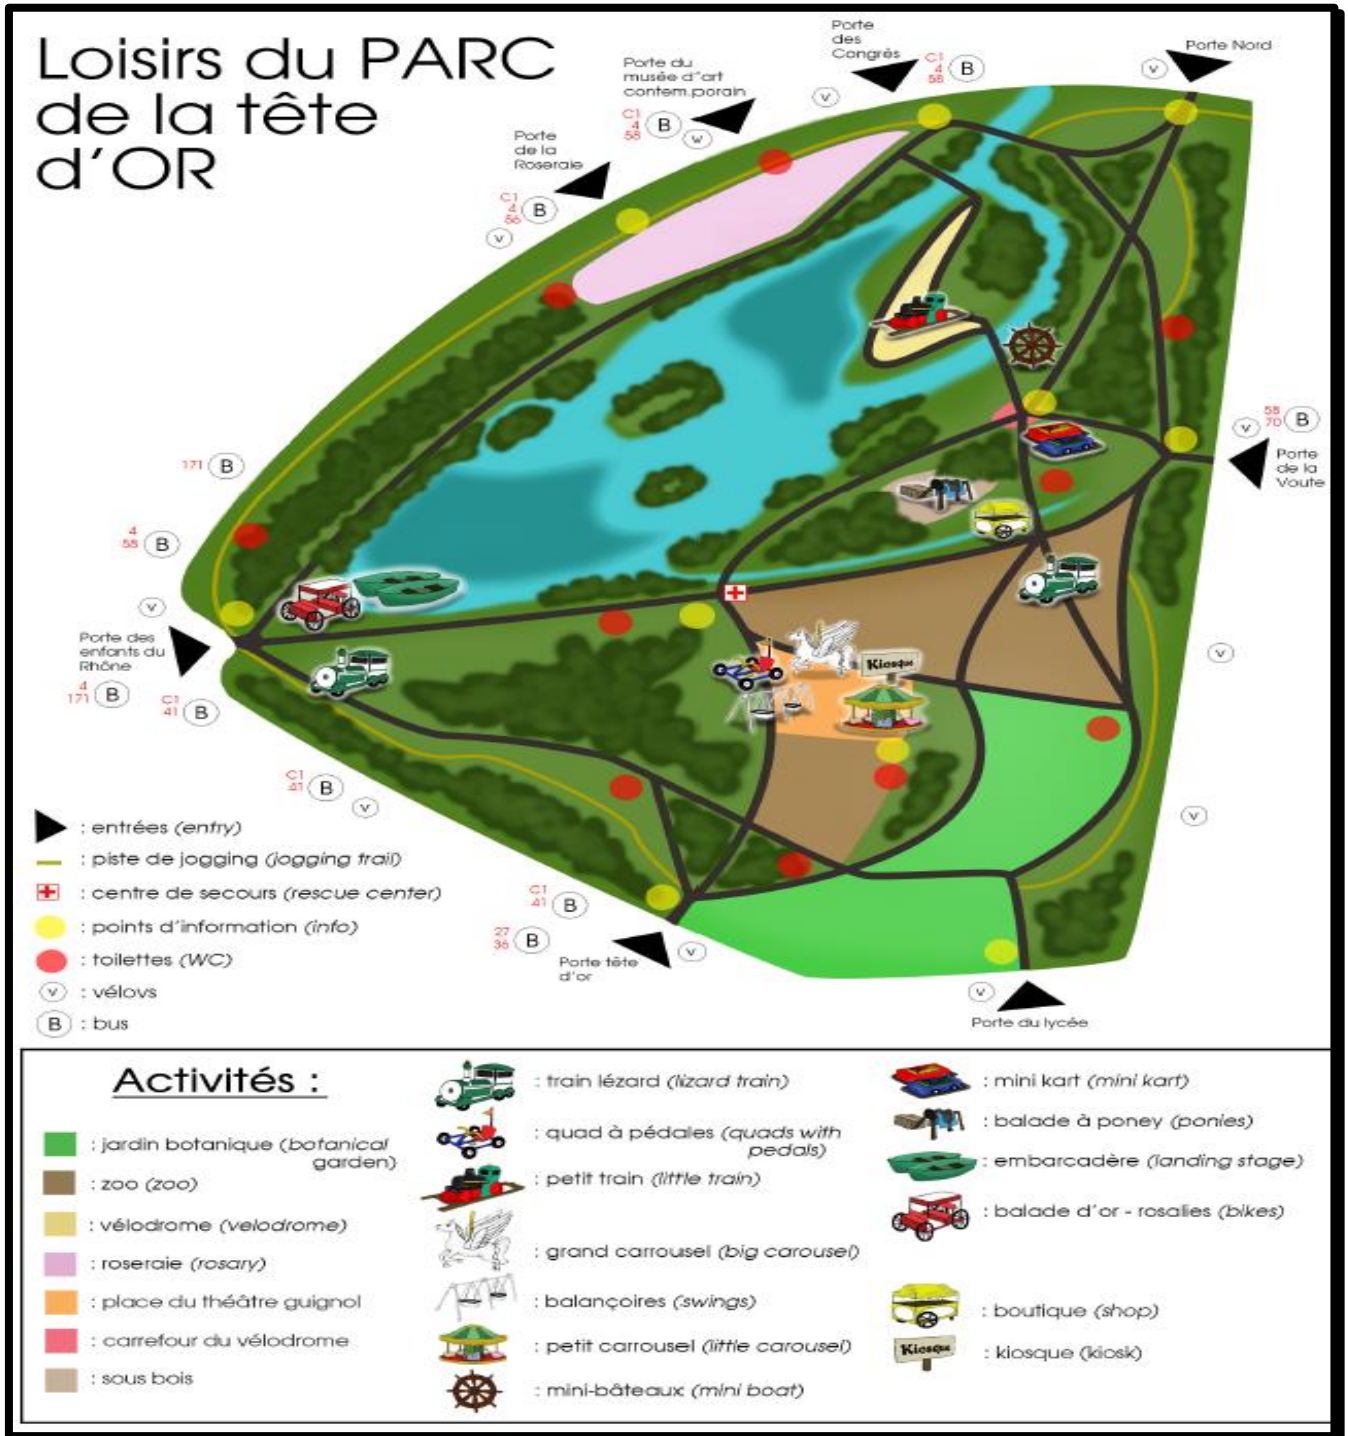 Loisirs du PARC
de la tête
d'OR
Porte
des
Congrès
C1
4
58
B
V
Porte Nord
V
Porte du
musée d'art
contem.porain
C1
4
58
B
V
Porte
de la
Roseraie
C1
4
56
B
V
171 B
4
58
B
V
Porte des
enfants du
Rhône
4
171
B
C1
41
B
C1
41
B
V
58
70
B
V
Porte
de la
Voute
V
V
Kiosque
C1
41
B
27
36
B
Porte tête
d'or
V
V
Porte du lycée
: entrées (entry)
: piste de jogging (jogging trail)
: centre de secours (rescue center)
: points d'information (info)
: toilettes (WC)
V : vélovs
B : bus
Activités :
: jardin botanique (botanical
garden)
: zoo (zoo)
: vélodrome (velodrome)
: roseraie (rosary)
: place du théâtre guignol
: carrefour du vélodrome
: sous bois
: train lézard (lizard train)
: quad à pédales (quads with
pedals)
: petit train (little train)
: grand carrousel (big carousel)
: balançoires (swings)
: petit carrousel (little carousel)
: mini-bâteaux (mini boat)
: mini kart (mini kart)
: balade à poney (ponies)
: embarcadère (landing stage)
: balade d'or - rosalies (bikes)
: boutique (shop)
Kiosque : kiosque (kiosk)